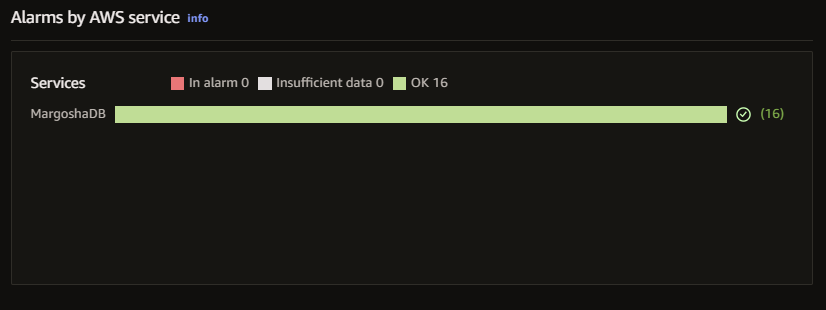 Alarms by AWS service info
Services In alarm 0 Insufficient data 0 OK 16
MargoshaDB (16)